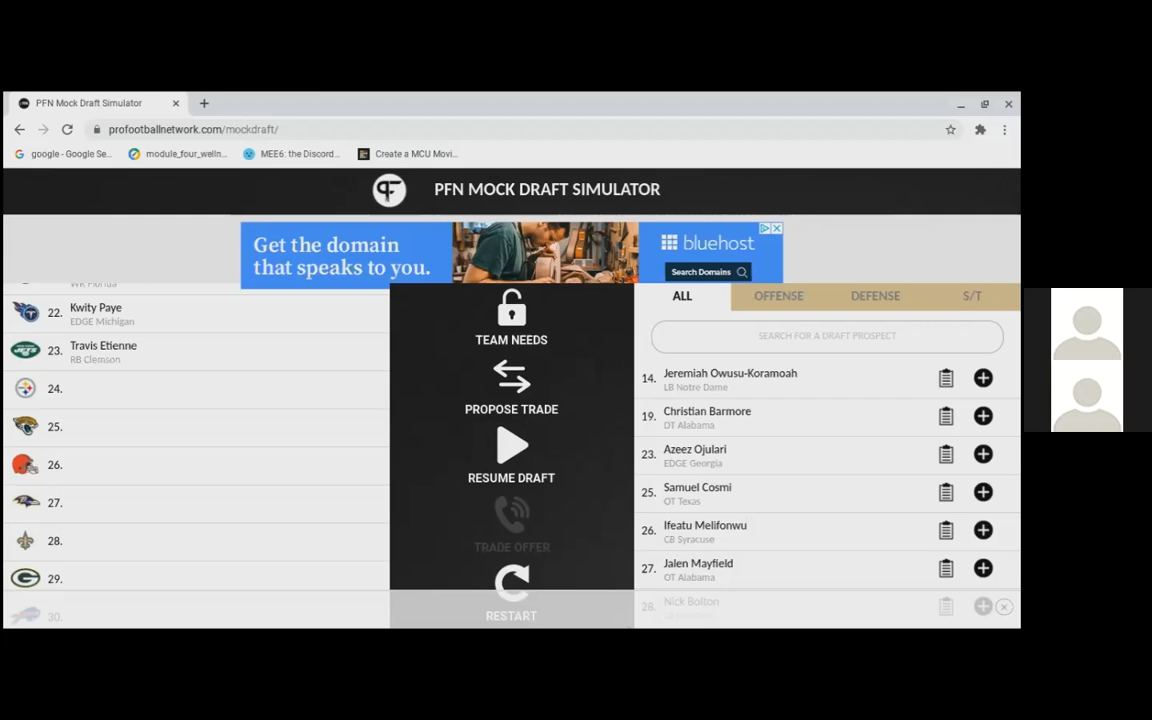 PFN Mock Draft Simulator
profootballnetwork.com/mockdraft/
google - Google Se...
module_four_welln...
MEE6: the Discord...
Create a MCU Movi...
PFN MOCK DRAFT SIMULATOR
Get the domain
that speaks to you.
bluehost
Search Domains
WR Florida
22. Kwity Paye
EDGE Michigan
23. Travis Etienne
RB Clemson
24.
25.
26.
27.
28.
29.
30.
TEAM NEEDS
PROPOSE TRADE
RESUME DRAFT
TRADE OFFER
RESTART
ALL OFFENSE DEFENSE S/T
SEARCH FOR A DRAFT PROSPECT
14. Jeremiah Owusu-Koramoah
LB Notre Dame
19. Christian Barmore
DT Alabama
23. Azeez Ojulari
EDGE Georgia
25. Samuel Cosmi
OT Texas
26. Ifeatu Melifonwu
CB Syracuse
27. Jalen Mayfield
OT Alabama
28. Nick Bolton